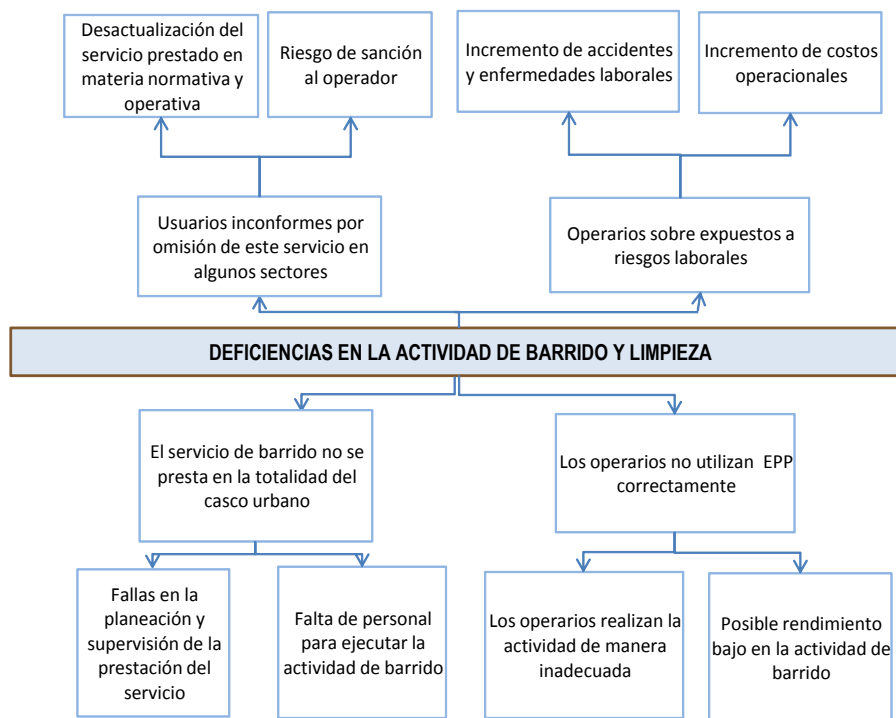 Desactualización del
servicio prestado en
materia normativa y
operativa
Riesgo de sanción
al operador
Incremento de accidentes
y enfermedades laborales
Incremento de costos
operacionales
Usuarios inconformes por
omisión de este servicio en
algunos sectores
Operarios sobre expuestos a
riesgos laborales
DEFICIENCIAS EN LA ACTIVIDAD DE BARRIDO Y LIMPIEZA
El servicio de barrido no se
presta en la totalidad del
casco urbano
Los operarios no utilizan EPP
correctamente
Fallas en la
planeación y
supervisión de la
prestación del
servicio
Falta de personal
para ejecutar la
actividad de barrido
Los operarios realizan la
actividad de manera
inadecuada
Posible rendimiento
bajo en la actividad de
barrido